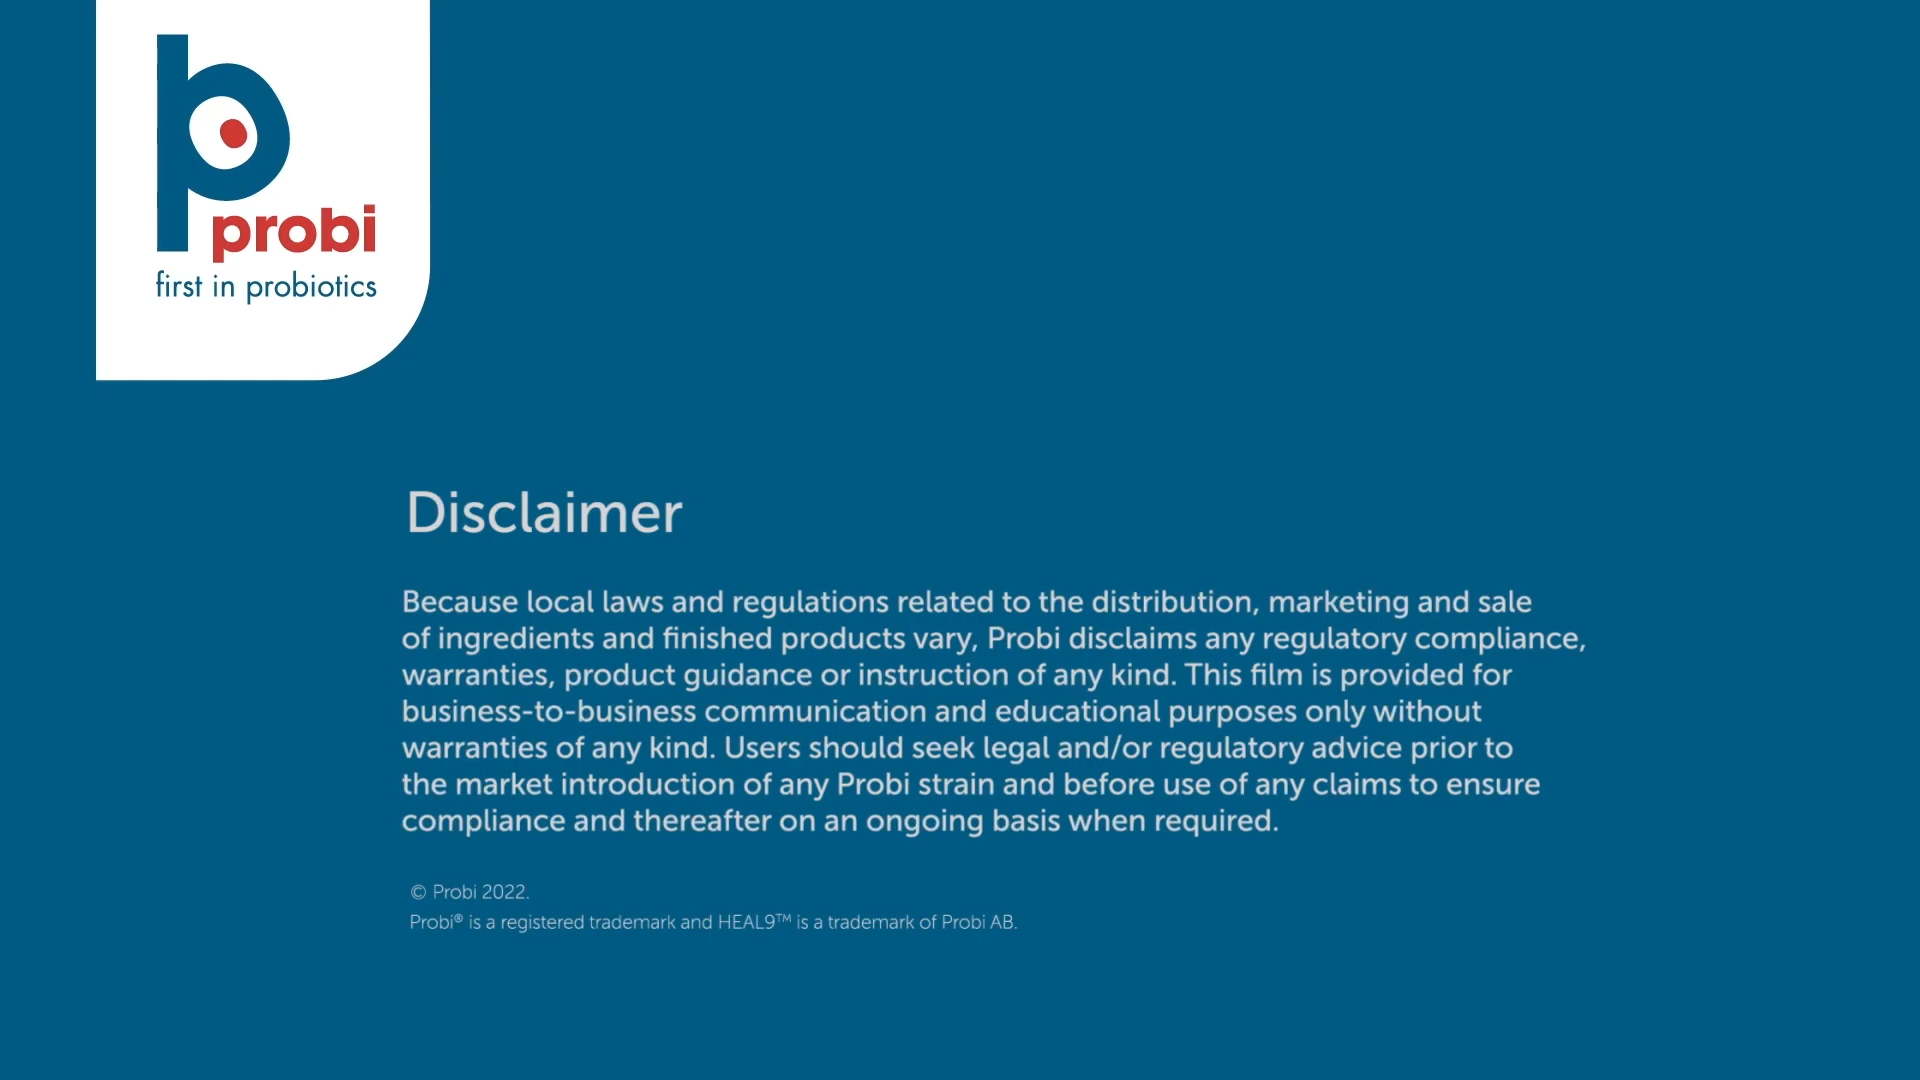 probi
first in probiotics
Disclaimer
Because local laws and regulations related to the distribution, marketing and sale
of ingredients and finished products vary, Probi disclaims any regulatory compliance,
warranties, product guidance or instruction of any kind. This film is provided for
business-to-business communication and educational purposes only without
warranties of any kind. Users should seek legal and/or regulatory advice prior to
the market introduction of any Probi strain and before use of any claims to ensure
compliance and thereafter on an ongoing basis when required.
© Probi 2022.
Probi® is a registered trademark and HEAL9™ is a trademark of Probi AB.